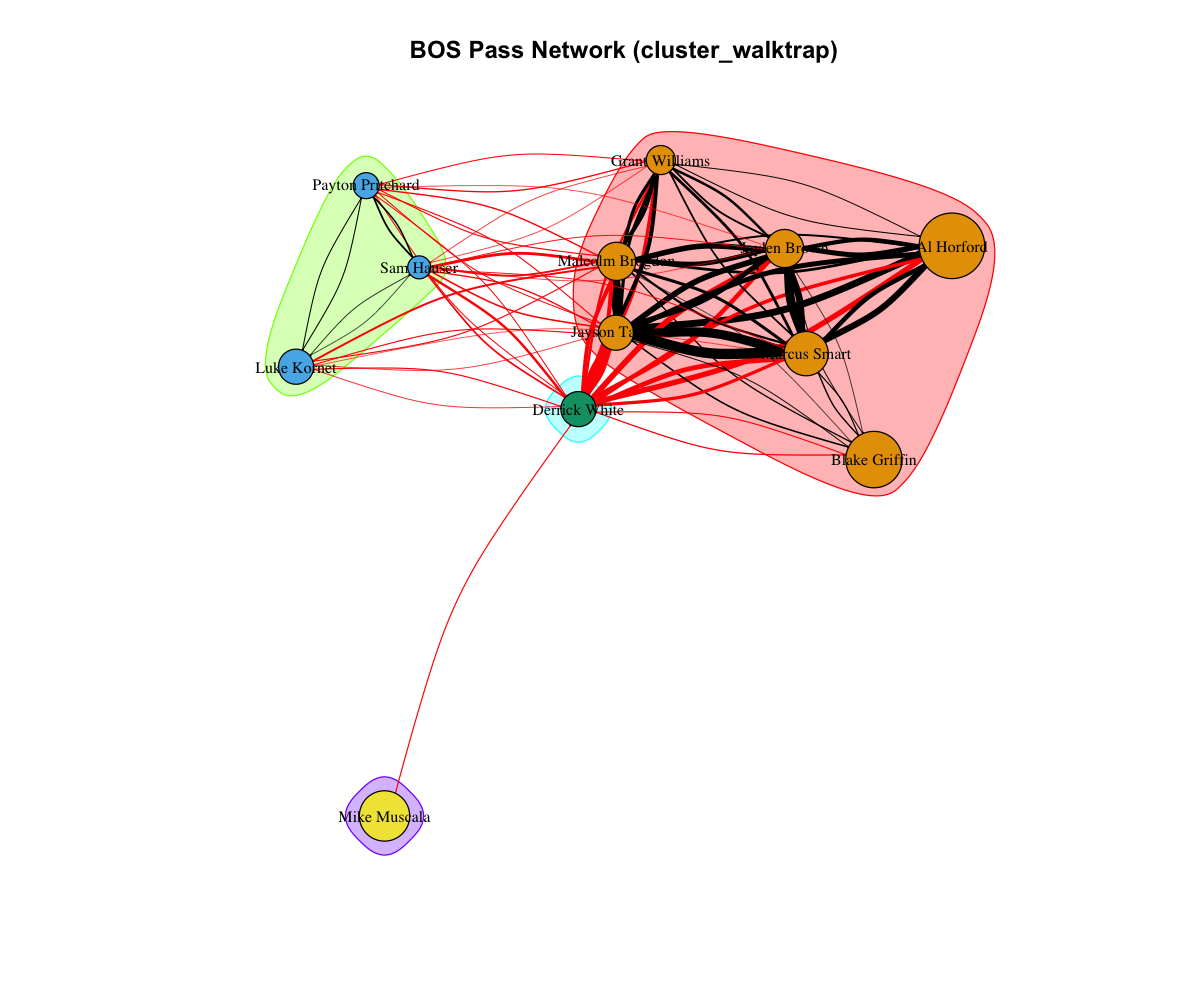 BOS Pass Network (cluster_walktrap)
Grant Williams
Payton Pritchard
Al Horford
Jaylen Brown
Malcolm Brogdon
Sam Hauser
Jayson Ta
Marcus Smart
Luke Kornet
Derrick White
Blake Griffin
Mike Muscala